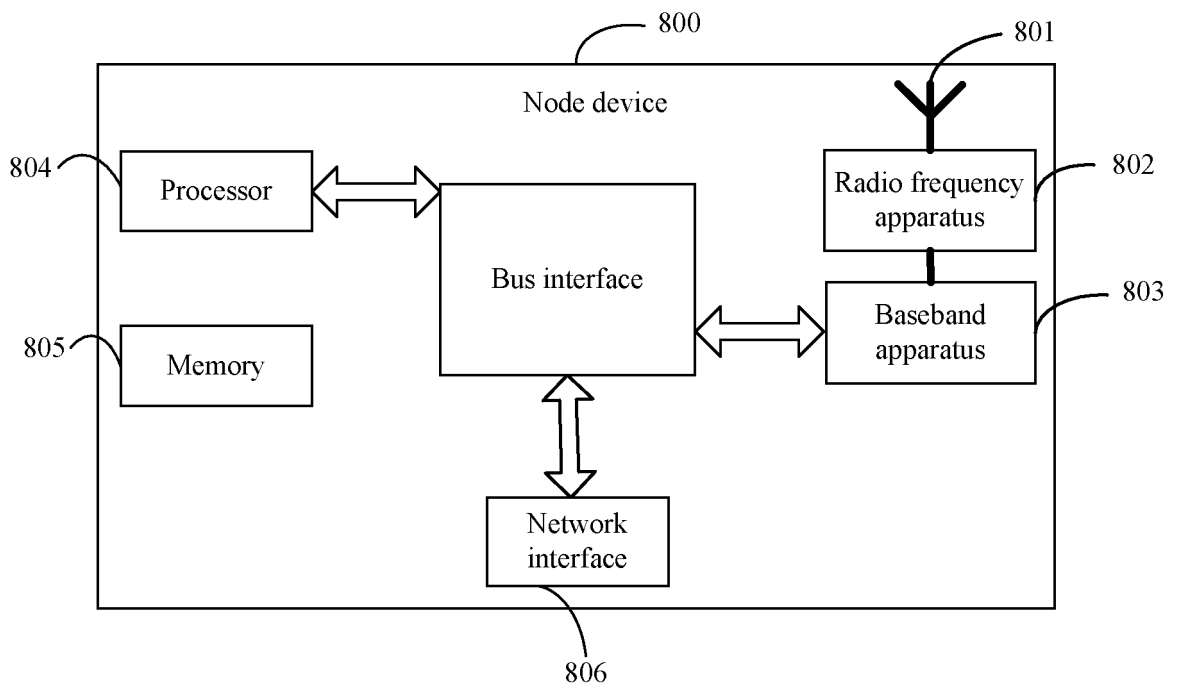 800
801
Node device
804
Processor
Radio frequency
apparatus
802
Bus interface
Baseband
apparatus
803
805
Memory
Network
interface
806